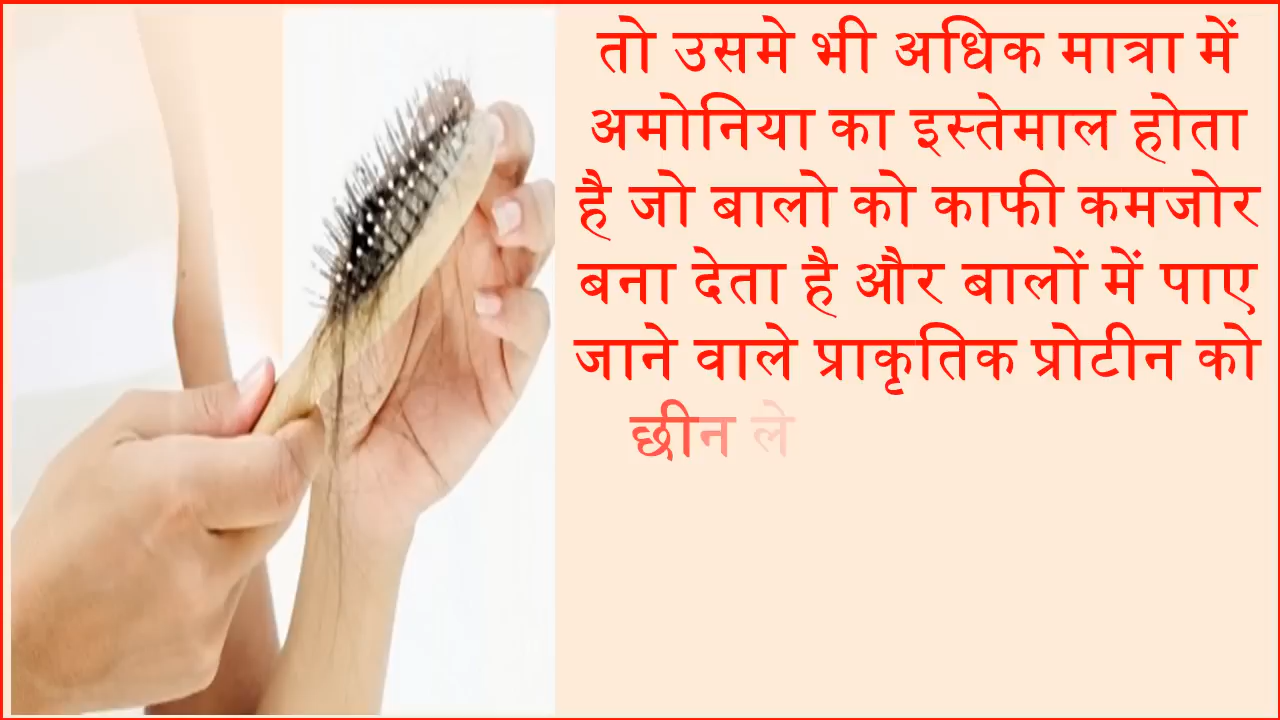 तो उसमे भी अधिक मात्रा में
अमोनिया का इस्तेमाल होता
है जो बालो को काफी कमजोर
बना देता है और बालों में पाए
जाने वाले प्राकृतिक प्रोटीन को
छीन ले